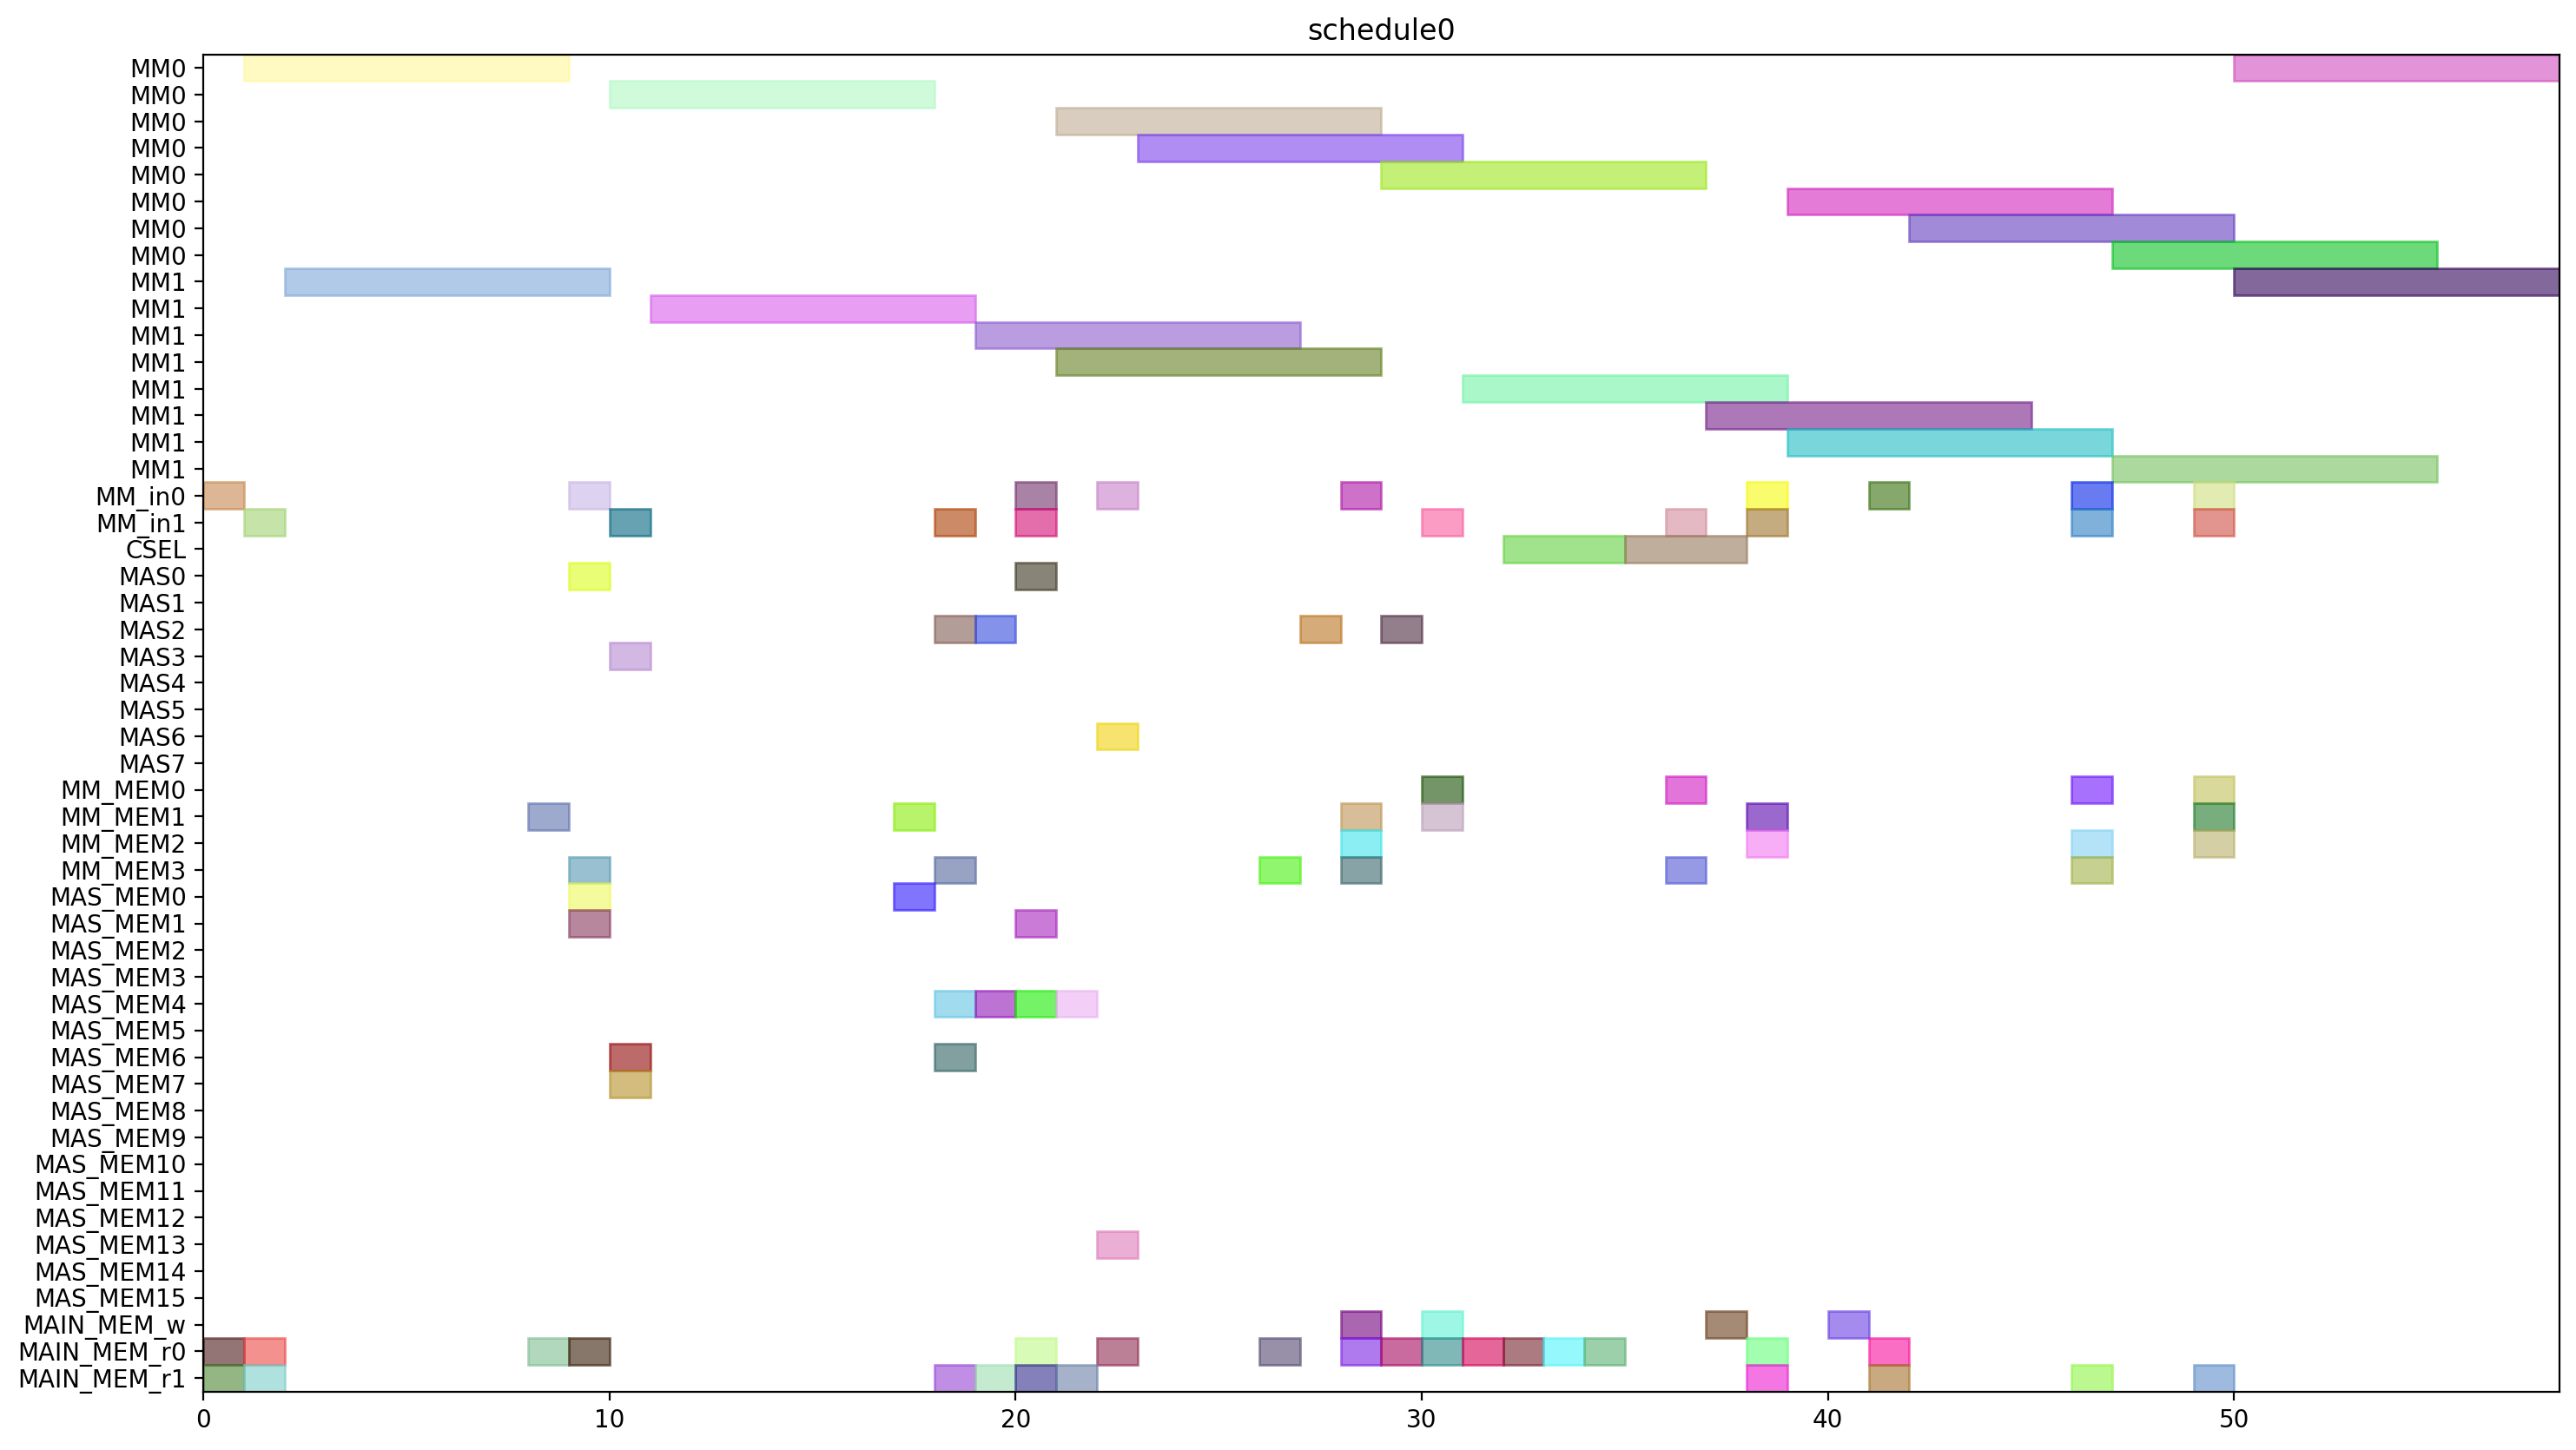 schedule0
MM0
MM0
MM0
MM0
MM0
MM0
MM0
MM0
MM1
MM1
MM1
MM1
MM1
MM1
MM1
MM1
MM_in0
MM_in1
CSEL
MAS0
MAS1
MAS2
MAS3
MAS4
MAS5
MAS6
MAS7
MM_MEM0
MM_MEM1
MM_MEM2
MM_MEM3
MAS_MEM0
MAS_MEM1
MAS_MEM2
MAS_MEM3
MAS_MEM4
MAS_MEM5
MAS_MEM6
MAS_MEM7
MAS_MEM8
MAS_MEM9
MAS_MEM10
MAS_MEM11
MAS_MEM12
MAS_MEM13
MAS_MEM14
MAS_MEM15
MAIN_MEM_w
MAIN_MEM_r0
MAIN_MEM_r1
0 10 20 30 40 50